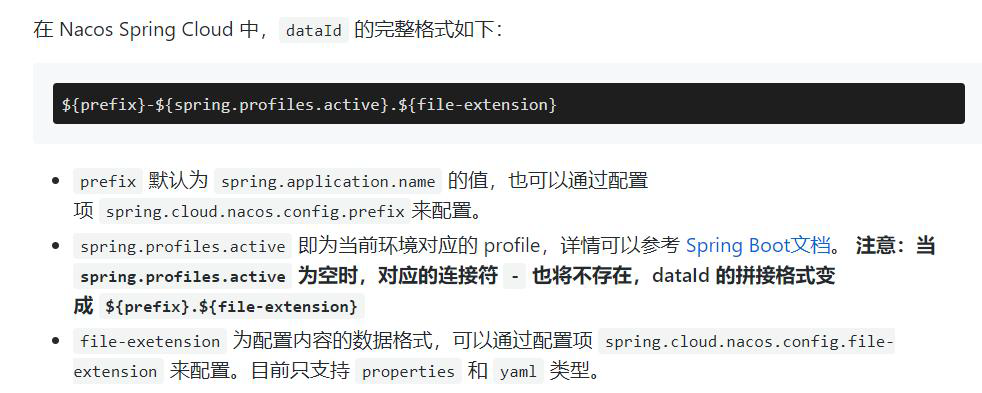 在 Nacos Spring Cloud 中，dataId 的完整格式如下：
${prefix}-${spring.profiles.active}.${file-extension}
prefix 默认为 spring.application.name 的值，也可以通过配置
项 spring.cloud.nacos.config.prefix来配置。
spring.profiles.active 即为当前环境对应的 profile，详情可以参考 Spring Boot文档。 注意：当
spring.profiles.active 为空时，对应的连接符 - 也将不存在，dataId 的拼接格式变
成 ${prefix}.${file-extension}
file-exetension 为配置内容的数据格式，可以通过配置项 spring.cloud.nacos.config.file-
extension 来配置。目前只支持 properties 和 yaml 类型。